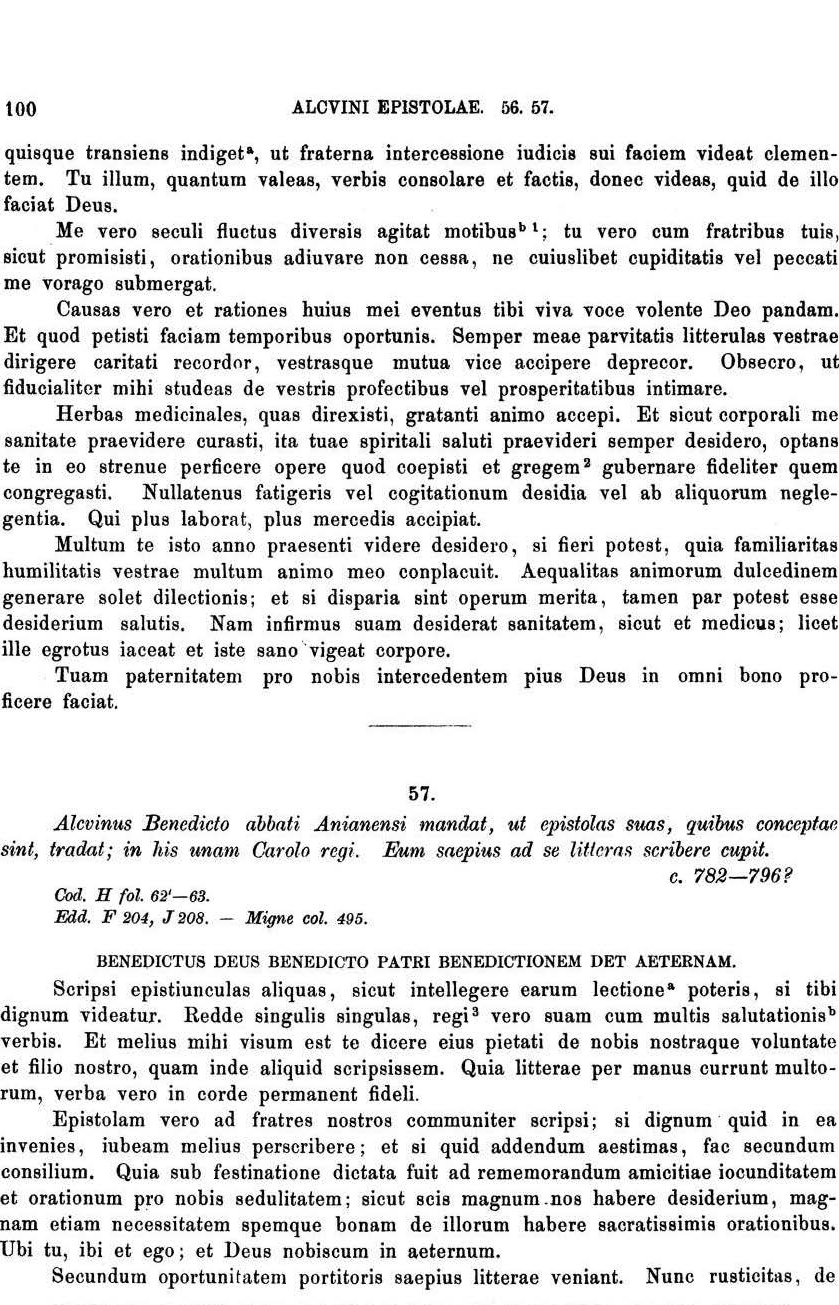 100 ALCVINI EPISTOLAE. 56. 57.
quisque transiens indigetᵃ, ut fraterna intercessione iudicis sui faciem videat clemen-
tem. Tu illum, quantum valeas, verbis consolare et factis, donec videas, quid de illo
faciat Deus.
Me vero seculi fluctus diversis agitat motibusᵇ ¹; tu vero cum fratribus tuis,
sicut promisisti, orationibus adiuvare non cessa, ne cuiuslibet cupiditatis vel peccati
me vorago submergat.
Causas vero et rationes huius mei eventus tibi viva voce volente Deo pandam.
Et quod petisti faciam temporibus oportunis. Semper meae parvitatis litterulas vestrae
dirigere caritati recordor, vestrasque mutua vice accipere deprecor. Obsecro, ut
fiducialiter mihi studeas de vestris profectibus vel prosperitatibus intimare.
Herbas medicinales, quas direxisti, gratanti animo accepi. Et sicut corporali me
sanitate praevidere curasti, ita tuae spiritali saluti praevideri semper desidero, optans
te in eo strenue perficere opere quod coepisti et gregem² gubernare fideliter quem
congregasti. Nullatenus fatigeris vel cogitationum desidia vel ab aliquorum negle-
gentia. Qui plus laborat, plus mercedis accipiat.
Multum te isto anno praesenti videre desidero, si fieri potest, quia familiaritas
humilitatis vestrae multum animo meo conplacuit. Aequalitas animorum dulcedinem
generare solet dilectionis; et si disparia sint operum merita, tamen par potest esse
desiderium salutis. Nam infirmus suam desiderat sanitatem, sicut et medicus; licet
ille egrotus iaceat et iste sano vigeat corpore.
Tuam paternitatem pro nobis intercedentem pius Deus in omni bono pro-
ficere faciat.
57.
Alcvinus Benedicto abbati Anianensi mandat, ut epistolas suas, quibus conceptae
sint, tradat; in his unam Carolo regi. Eum saepius ad se litteras scribere cupit.
c. 782—796?
Cod. H fol. 62'—63.
Edd. F 204, J 208. — Migne col. 495.
BENEDICTUS DEUS BENEDICTO PATRI BENEDICTIONEM DET AETERNAM.
Scripsi epistiunculas aliquas, sicut intellegere earum lectioneᵃ poteris, si tibi
dignum videatur. Redde singulis singulas, regi³ vero suam cum multis salutationisᵇ
verbis. Et melius mihi visum est te dicere eius pietati de nobis nostraque voluntate
et filio nostro, quam inde aliquid scripsissem. Quia litterae per manus currunt multo-
rum, verba vero in corde permanent fideli.
Epistolam vero ad fratres nostros communiter scripsi; si dignum quid in ea
invenies, iubeam melius perscribere; et si quid addendum aestimas, fac secundum
consilium. Quia sub festinatione dictata fuit ad rememorandum amicitiae iocunditatem
et orationum pro nobis sedulitatem; sicut scis magnum nos habere desiderium, mag-
nam etiam necessitatem spemque bonam de illorum habere sacratissimis orationibus.
Ubi tu, ibi et ego; et Deus nobiscum in aeternum.
Secundum oportunitatem portitoris saepius litterae veniant. Nunc rusticitas, de